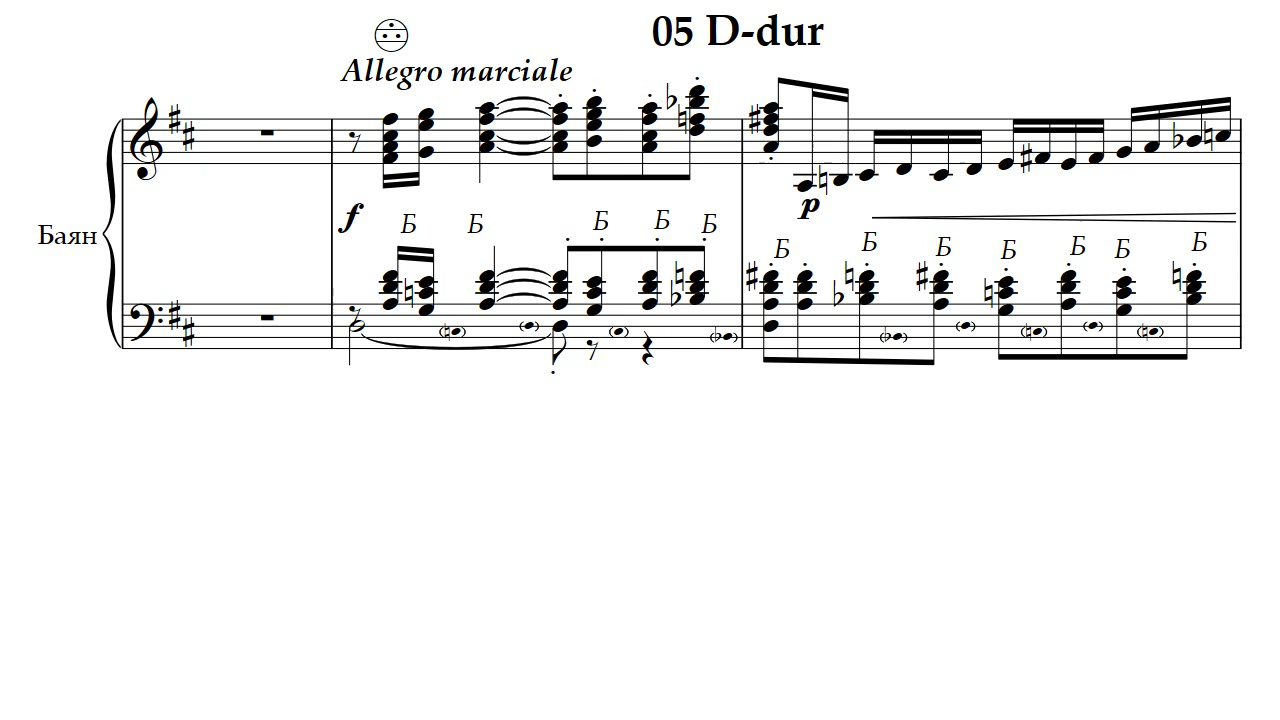 05 D-dur
Allegro marciale
f
Б Б Б Б Б
p
Баян
Б Б Б Б Б Б Б